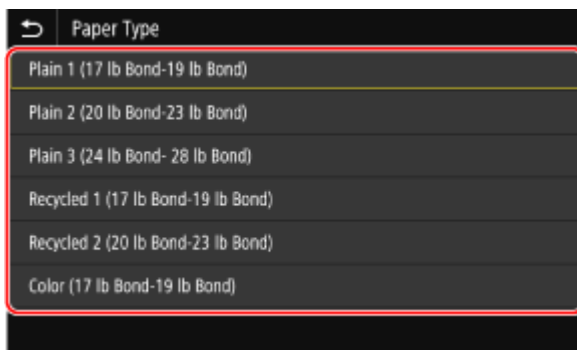 Paper Type
Plain 1 (17 lb Bond-19 lb Bond)
Plain 2 (20 lb Bond-23 lb Bond)
Plain 3 (24 lb Bond- 28 lb Bond)
Recycled 1 (17 lb Bond-19 lb Bond)
Recycled 2 (20 lb Bond-23 lb Bond)
Color (17 lb Bond-19 lb Bond)